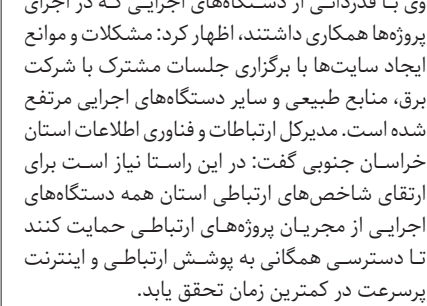 وی با قدردانی از دستگاه‌های اجرایی که در اجرای
پروژه‌ها همکاری داشتند، اظهار کرد: مشکلات و موانع
ایجاد سایت‌ها با برگزاری جلسات مشترک با شرکت
برق، منابع طبیعی و سایر دستگاه‌های اجرایی مرتفع
شده است. مدیرکل ارتباطات و فناوری اطلاعات استان
خراسان جنوبی گفت: در این راستا نیاز است برای
ارتقای شاخص‌های ارتباطی استان همه دستگاه‌های
اجرایی از مجریان پروژه‌های ارتباطی حمایت کنند
تا دسترسی همگانی به پوشش ارتباطی و اینترنت
پرسرعت در کمترین زمان تحقق یابد.